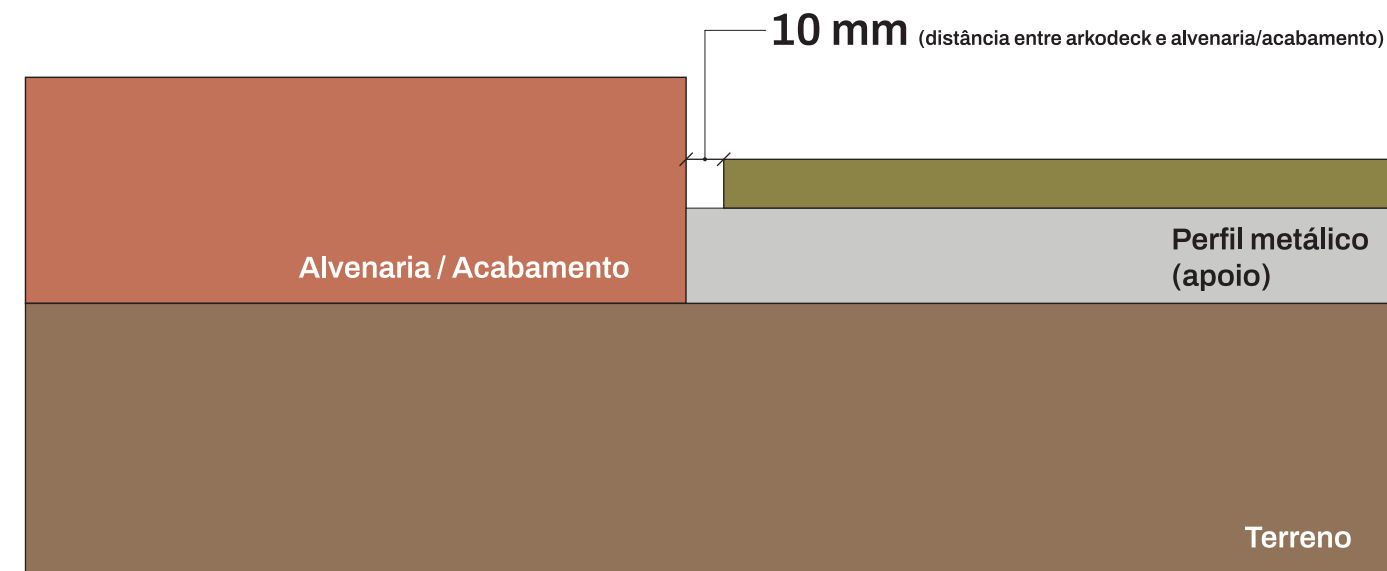 10 mm (distância entre arkodeck e alvenaria/acabamento)
Alvenaria / Acabamento
Perfil metálico
(apoio)
Terreno